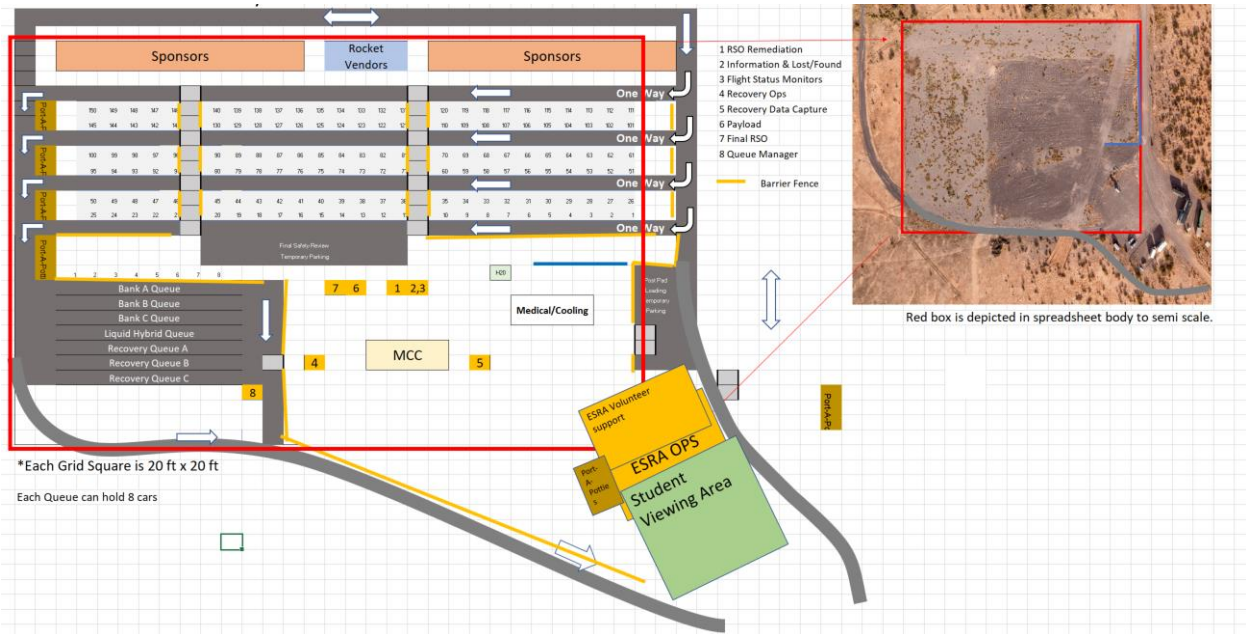 Sponsors
Rocket
Vendors
Sponsors
1 RSO Remediation
2 Information & Lost/Found
3 Flight Status Monitors
4 Recovery Ops
5 Recovery Data Capture
6 Payload
7 Final RSO
8 Queue Manager
Barrier Fence
One Way
Port-A-P
150 149 148 147 140 139 138 137 136 135 134 133 132 120 119 118 117 116 115 114 113 112 111
145 144 143 142 130 129 128 127 126 125 124 123 122 110 109 108 107 106 105 104 103 102 101
One Way
Port-A-P
100 99 98 97 90 89 88 87 86 85 84 83 82 70 69 68 67 66 65 64 63 62 61
95 94 93 92 80 79 78 77 76 75 74 73 72 60 59 58 57 56 55 54 53 52 51
One Way
Port-A-P
50 49 48 47 45 44 43 42 41 40 39 38 37 35 34 33 32 31 30 29 28 27 26
25 24 23 22 20 19 18 17 16 15 14 13 12 10 9 8 7 6 5 4 3 2 1
One Way
Port-A-Pott
Final Safety Review
Temporary Parking
1 2 3 4 5 6 7 8 9
H20
Post Pad
Loading
Temporary
Parking
Bank A Queue
Bank B Queue
Bank C Queue
Liquid Hybrid Queue
Recovery Queue A
Recovery Queue B
Recovery Queue C
7 6 1 2,3
Medical/Cooling
MCC
4
5
8
Red box is depicted in spreadsheet body to semi scale.
Port-A-Po
ESRA Volunteer
support
ESRA OPS
Port-
A-
Pottie
s
Student
Viewing Area
*Each Grid Square is 20 ft x 20 ft
Each Queue can hold 8 cars